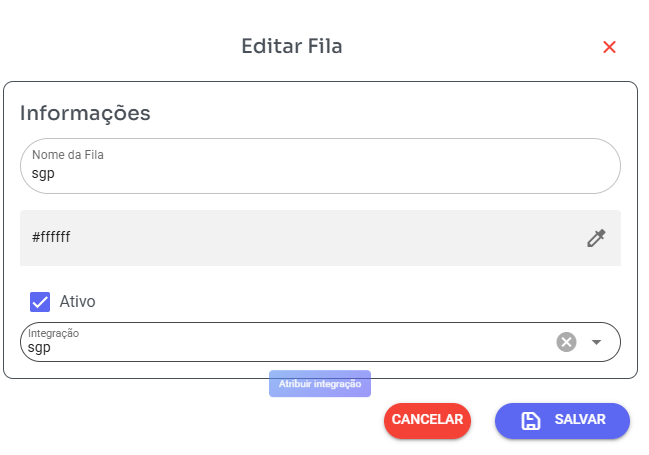 Editar Fila
Informações
Nome da Fila
sgp
#ffffff
Ativo
Integração
sgp
Atribuir integração
CANCELAR
SALVAR